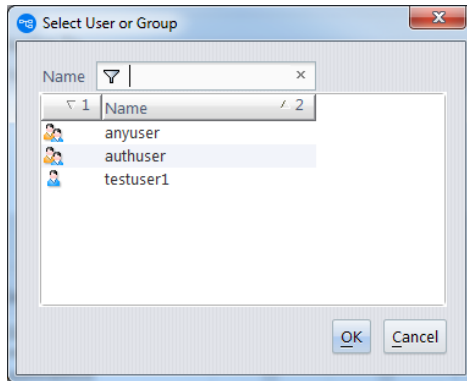 Select User or Group
x
Name ×
1 Name 2
anyuser
authuser
testuser1
OK Cancel